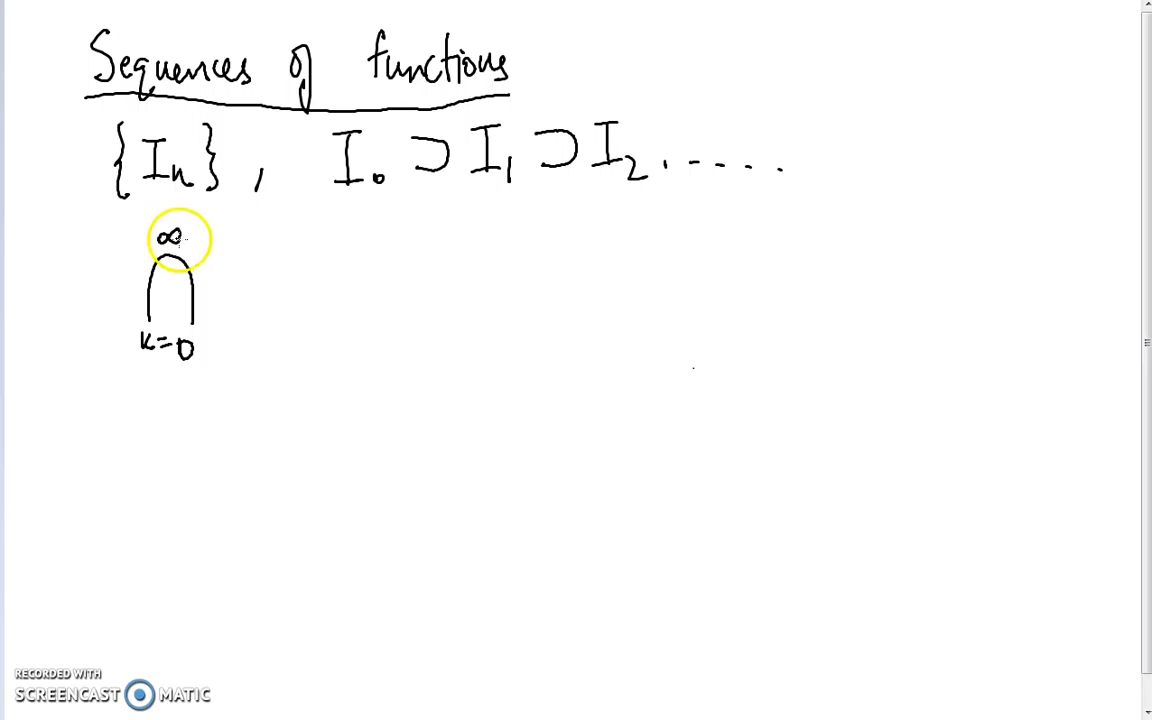 Sequences of functions
{Iₙ}, I₀ ⊃ I₁ ⊃ I₂ . - - - .
∞
⋂
k=0
RECORDED WITH
SCREENCAST MATIC